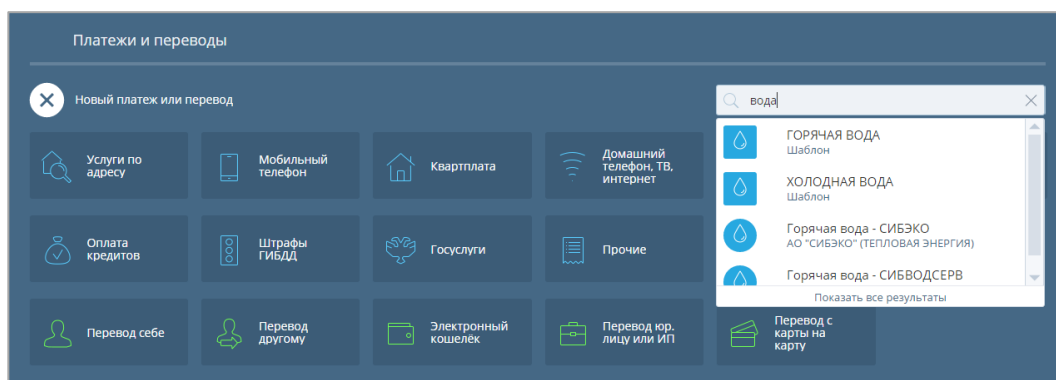 Платежи и переводы
Новый платеж или перевод
вода
Услуги по
адресу
Мобильный
телефон
Квартплата
Домашний
телефон, ТВ,
интернет
ГОРЯЧАЯ ВОДА
Шаблон
ХОЛОДНАЯ ВОДА
Шаблон
Горячая вода - СИБЭКО
АО "СИБЭКО" (ТЕПЛОВАЯ ЭНЕРГИЯ)
Горячая вода - СИБВОДСЕРВ
Показать все результаты
Оплата
кредитов
Штрафы
ГИБДД
Госуслуги
Прочие
Перевод себе
Перевод
другому
Электронный
кошелёк
Перевод юр.
лицу или ИП
Перевод с
карты на
карту